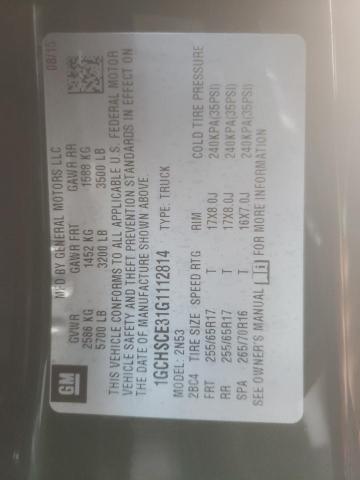 GM
MFD BY GENERAL MOTORS LLC 08/15
GVWR GAWR FRT GAWR RR
2586 KG 1452 KG 1588 KG
5700 LB 3200 LB 3500 LB
THIS VEHICLE CONFORMS TO ALL APPLICABLE U.S. FEDERAL MOTOR
VEHICLE SAFETY AND THEFT PREVENTION STANDARDS IN EFFECT ON
THE DATE OF MANUFACTURE SHOWN ABOVE.
1GCHSCE31G1112814 TYPE: TRUCK
MODEL: 2N53
2BC4 TIRE SIZE SPEED RTG RIM COLD TIRE PRESSURE
FRT 255/65R17 T 17X8.0J 240KPA(35PSI)
RR 255/65R17 T 17X8.0J 240KPA(35PSI)
SPA 265/70R16 T 16X7.0J 240KPA(35PSI)
SEE OWNER'S MANUAL [i] FOR MORE INFORMATION